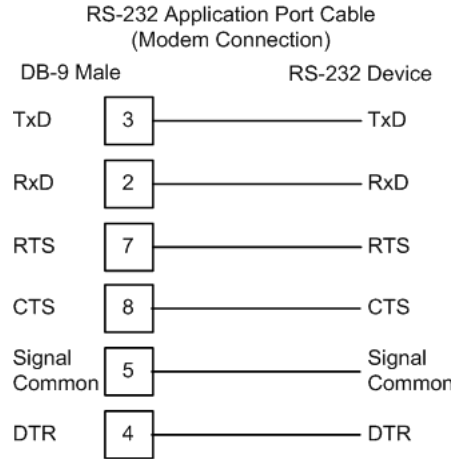 RS-232 Application Port Cable
(Modem Connection)
DB-9 Male RS-232 Device
TxD 3 TxD
RxD 2 RxD
RTS 7 RTS
CTS 8 CTS
Signal Common 5 Signal Common
DTR 4 DTR